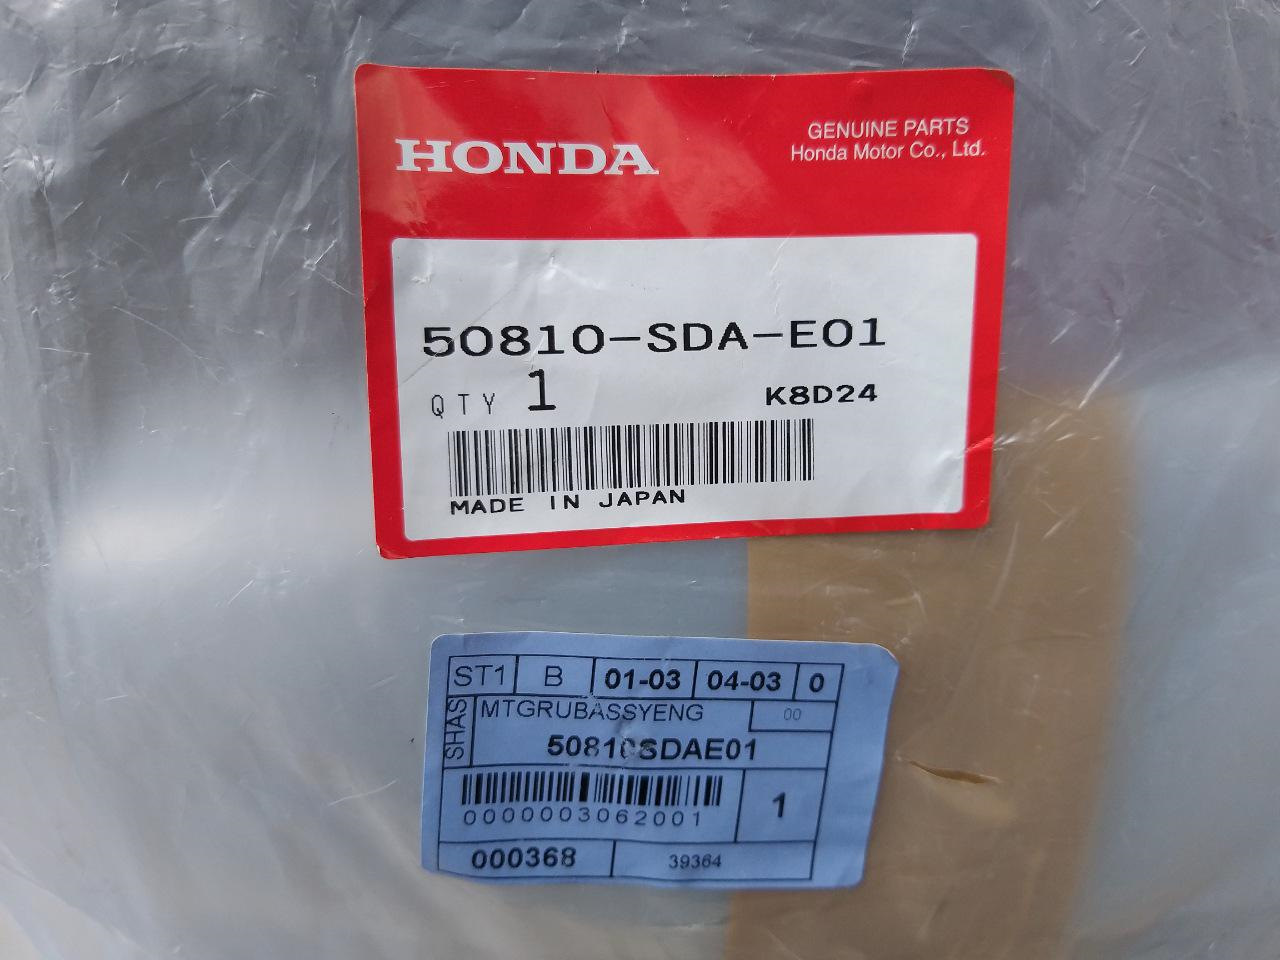 HONDA
GENUINE PARTS
Honda Motor Co., Ltd.
50810-SDA-E01
QTY 1 K8D24
MADE IN JAPAN
ST1 B 01-03 04-03 0
SHAS
MTGRUBASSYENG 00
50810SDAE01
0000003062001 1
000368 39364